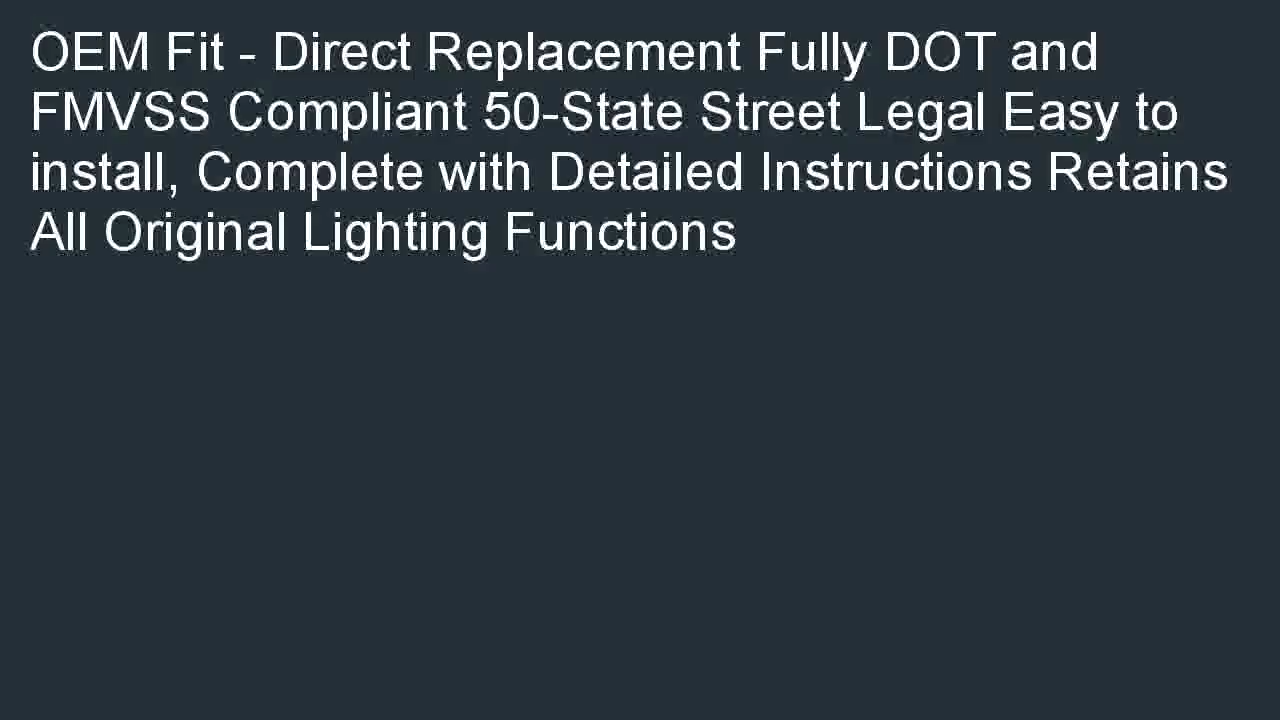 OEM Fit - Direct Replacement Fully DOT and
FMVSS Compliant 50-State Street Legal Easy to
install, Complete with Detailed Instructions Retains
All Original Lighting Functions